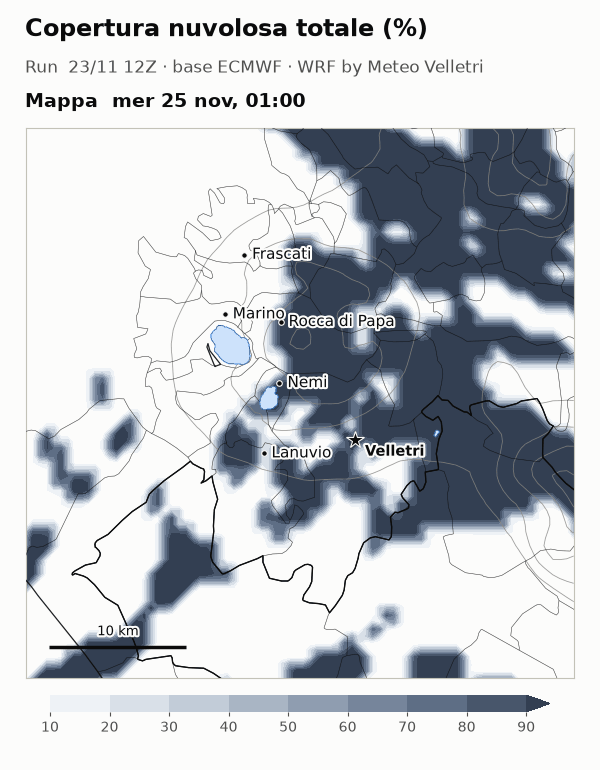 Copertura nuvolosa totale (%)
Run 23/11 12Z · base ECMWF · WRF by Meteo Velletri
Mappa mer 25 nov, 01:00
Frascati
Marino
Rocca di Papa
Nemi
Velletri
Lanuvio
10 km
10 20 30 40 50 60 70 80 90